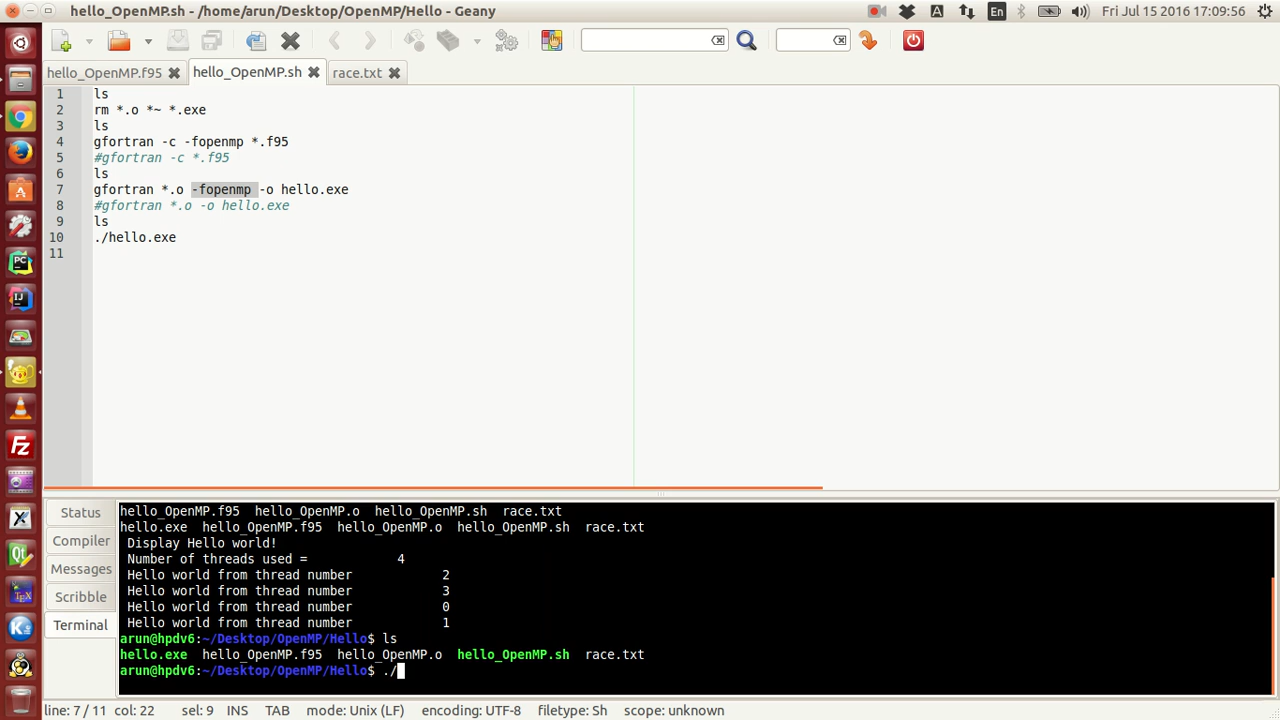 hello_OpenMP.sh - /home/arun/Desktop/OpenMP/Hello - Geany
A
En
Fri Jul 15 2016 17:09:56
hello_OpenMP.f95
hello_OpenMP.sh
race.txt
1 ls
2 rm *.o *~ *.exe
3 ls
4 gfortran -c -fopenmp *.f95
5 #gfortran -c *.f95
6 ls
7 gfortran *.o -fopenmp -o hello.exe
8 #gfortran *.o -o hello.exe
9 ls
10 ./hello.exe
11
PC
IJ
Fz
Qt
TEX
K
Status
Compiler
Messages
Scribble
Terminal
hello_OpenMP.f95  hello_OpenMP.o  hello_OpenMP.sh  race.txt
hello.exe  hello_OpenMP.f95  hello_OpenMP.o  hello_OpenMP.sh  race.txt
Display Hello world!
Number of threads used =            4
Hello world from thread number            2
Hello world from thread number            3
Hello world from thread number            0
Hello world from thread number            1
arun@hpdv6:~/Desktop/OpenMP/Hello$ ls
hello.exe  hello_OpenMP.f95  hello_OpenMP.o  hello_OpenMP.sh  race.txt
arun@hpdv6:~/Desktop/OpenMP/Hello$ ./
line: 7 / 11  col: 22  sel: 9  INS  TAB  mode: Unix (LF)  encoding: UTF-8  filetype: Sh  scope: unknown